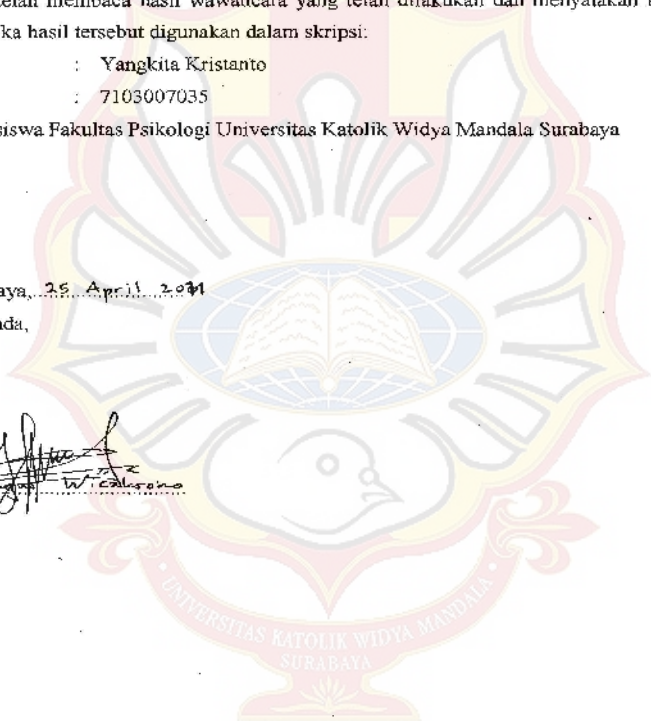 telah membaca hasil wawancara yang telah dilakukan dan menyatakan
ka hasil tersebut digunakan dalam skripsi:
: Yangkita Kristanto
: 7103007035
siswa Fakultas Psikologi Universitas Katolik Widya Mandala Surabaya
aya, 25 April 2011
nda,
Wicaksono
UNIVERSITAS KATOLIK WIDYA MANDALA
SURABAYA